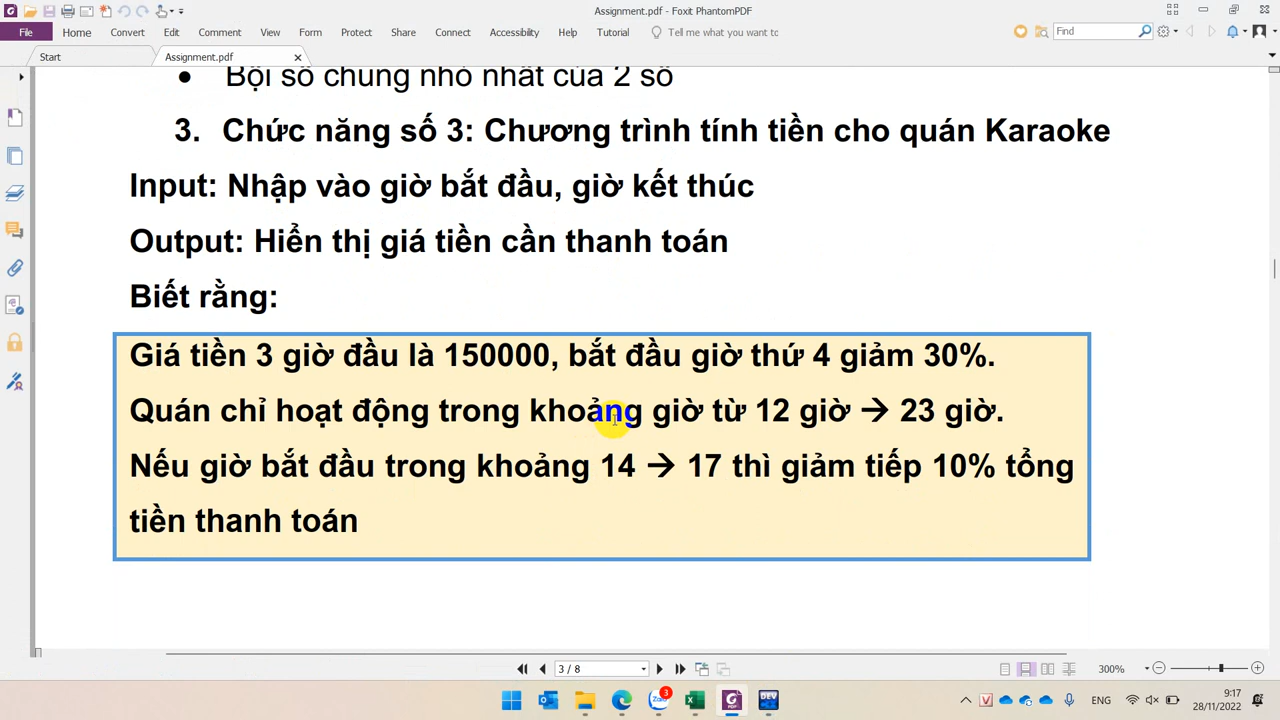 Assignment.pdf - Foxit PhantomPDF
File Home Convert Edit Comment View Form Protect Share Connect Accessibility Help Tutorial Tell me what you want to Find
Start Assignment.pdf
Bội số chung nhỏ nhất của 2 số
3. Chức năng số 3: Chương trình tính tiền cho quán Karaoke
Input: Nhập vào giờ bắt đầu, giờ kết thúc
Output: Hiển thị giá tiền cần thanh toán
Biết rằng:
Giá tiền 3 giờ đầu là 150000, bắt đầu giờ thứ 4 giảm 30%.
Quán chỉ hoạt động trong khoảng giờ từ 12 giờ → 23 giờ.
Nếu giờ bắt đầu trong khoảng 14 → 17 thì giảm tiếp 10% tổng
tiền thanh toán
3 / 8 300%
Zalo 3 PDF DEV ENG 9:17
28/11/2022